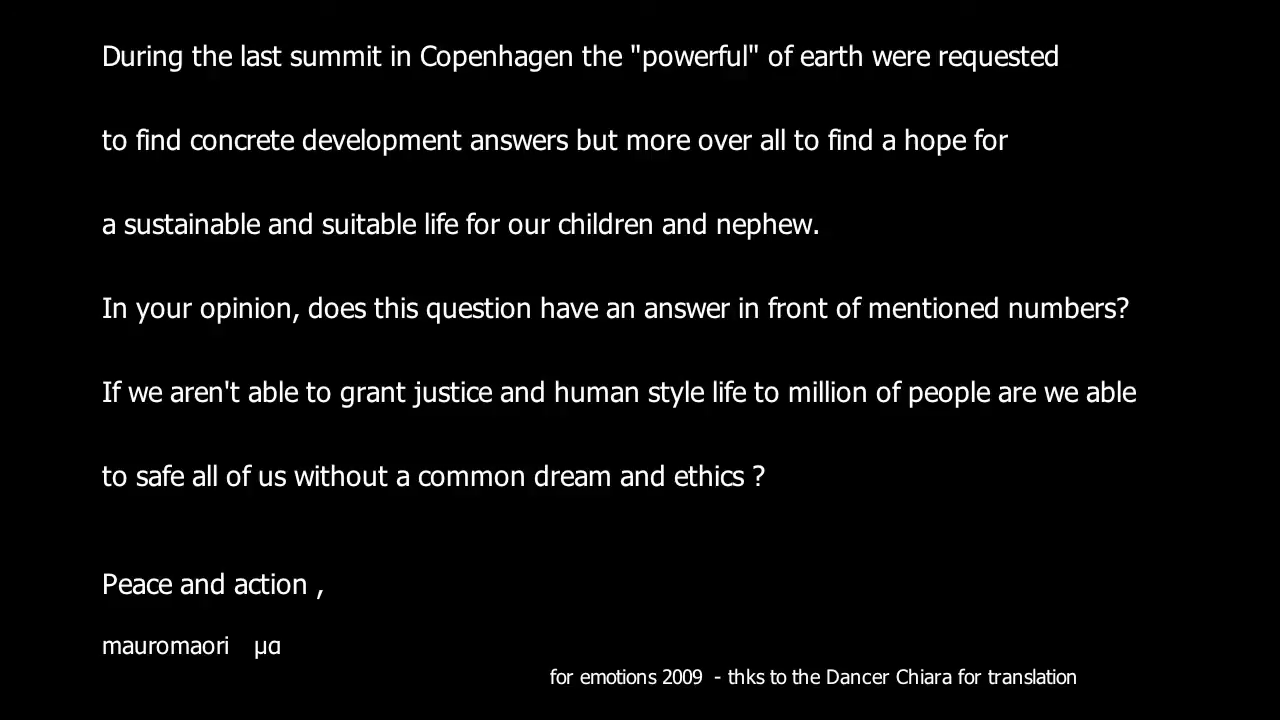 During the last summit in Copenhagen the "powerful" of earth were requested
to find concrete development answers but more over all to find a hope for
a sustainable and suitable life for our children and nephew.
In your opinion, does this question have an answer in front of mentioned numbers?
If we aren't able to grant justice and human style life to million of people are we able
to safe all of us without a common dream and ethics ?
Peace and action ,
mauromaori μα
for emotions 2009 - thks to the Dancer Chiara for translation